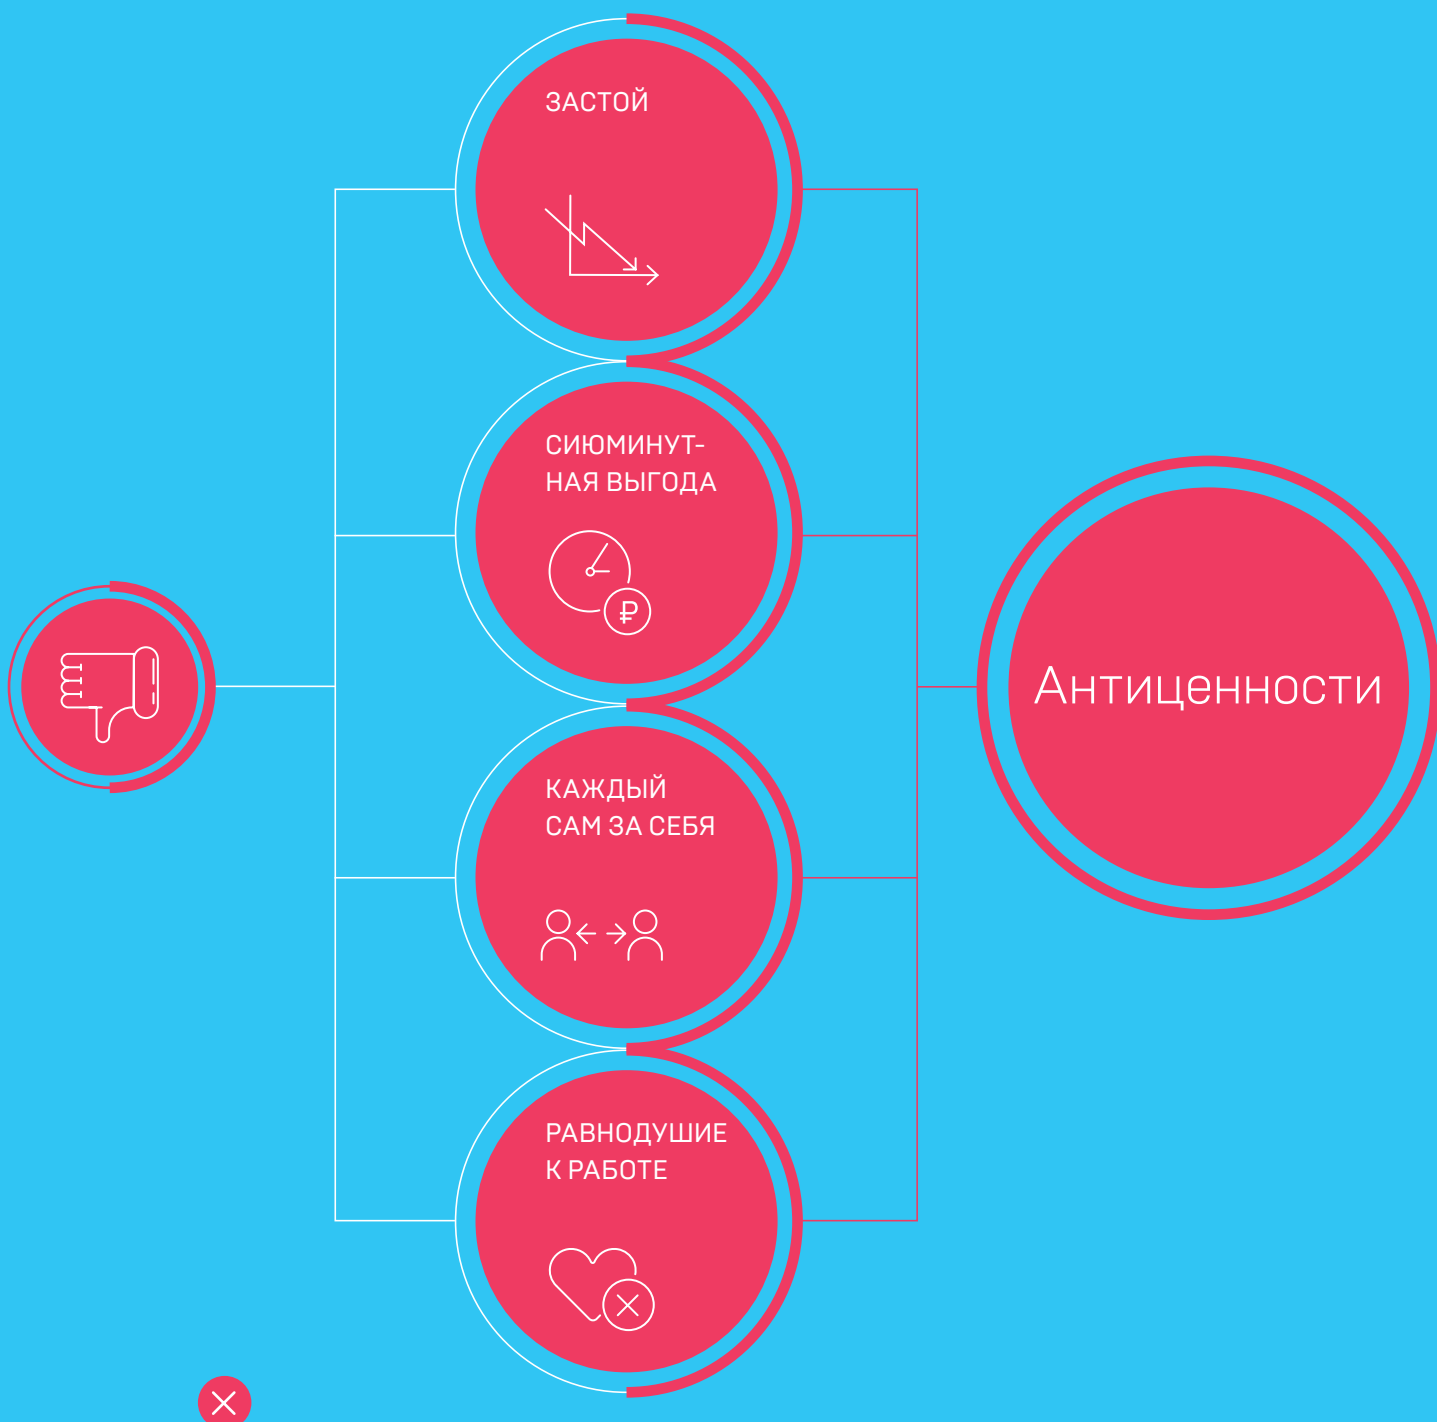 ЗАСТОЙ
СИЮМИНУТ-
НАЯ ВЫГОДА
₽
КАЖДЫЙ
САМ ЗА СЕБЯ
РАВНОДУШИЕ
К РАБОТЕ
Антиценности